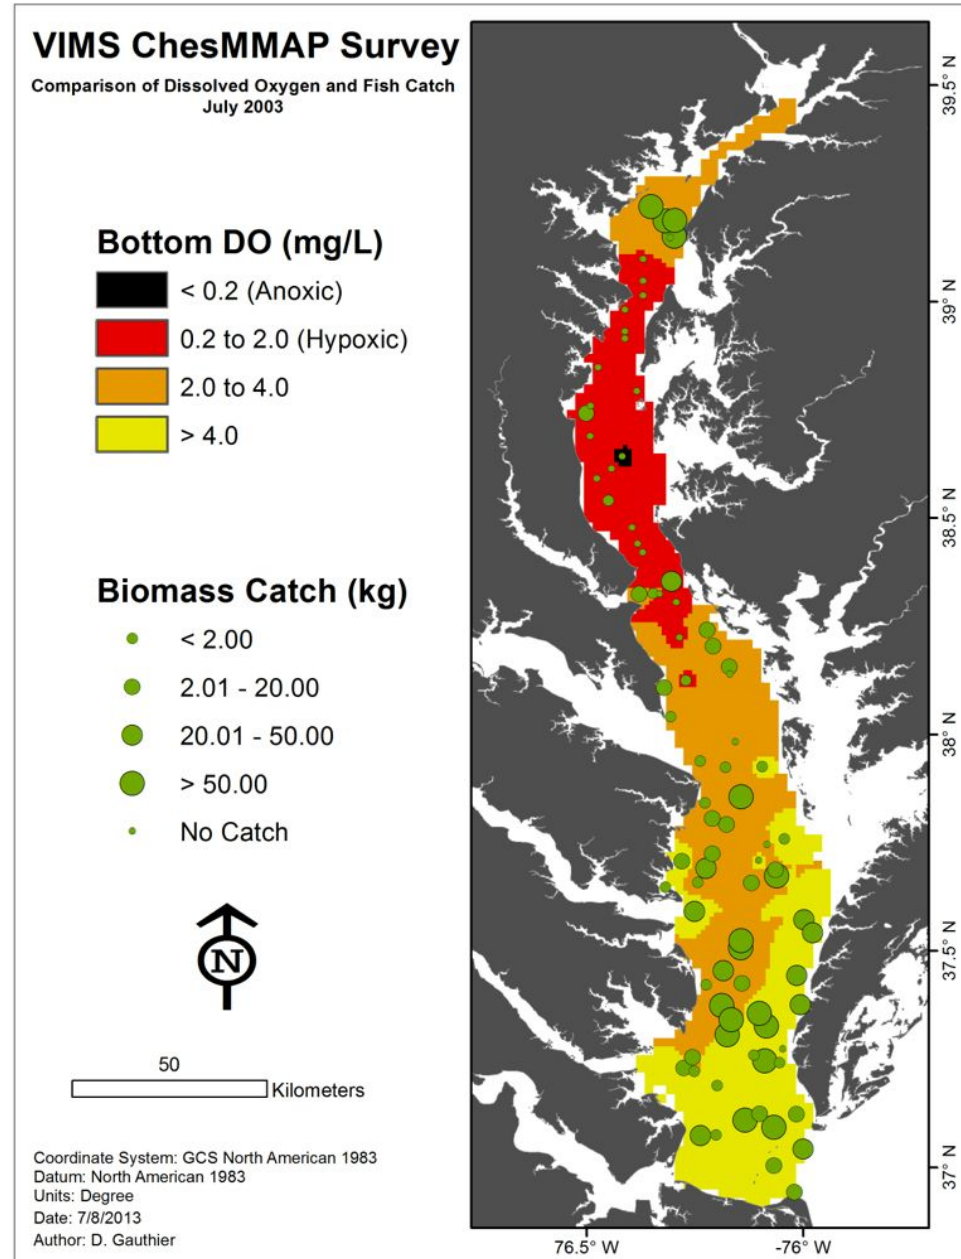 VIMS ChesMMAP Survey
Comparison of Dissolved Oxygen and Fish Catch
July 2003
Bottom DO (mg/L)
< 0.2 (Anoxic)
0.2 to 2.0 (Hypoxic)
2.0 to 4.0
> 4.0
Biomass Catch (kg)
< 2.00
2.01 - 20.00
20.01 - 50.00
> 50.00
No Catch
N
50
Kilometers
Coordinate System: GCS North American 1983
Datum: North American 1983
Units: Degree
Date: 7/8/2013
Author: D. Gauthier
39.5° N
39° N
38.5° N
38° N
37.5° N
37° N
76.5° W
-76° W